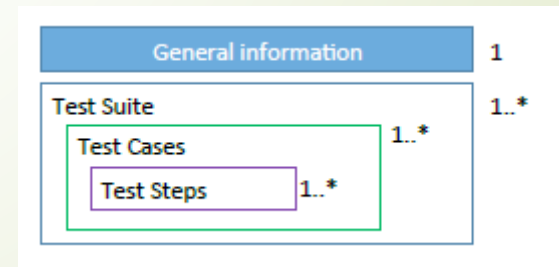 General information 1
Test Suite 1..*
Test Cases 1..*
Test Steps 1..*